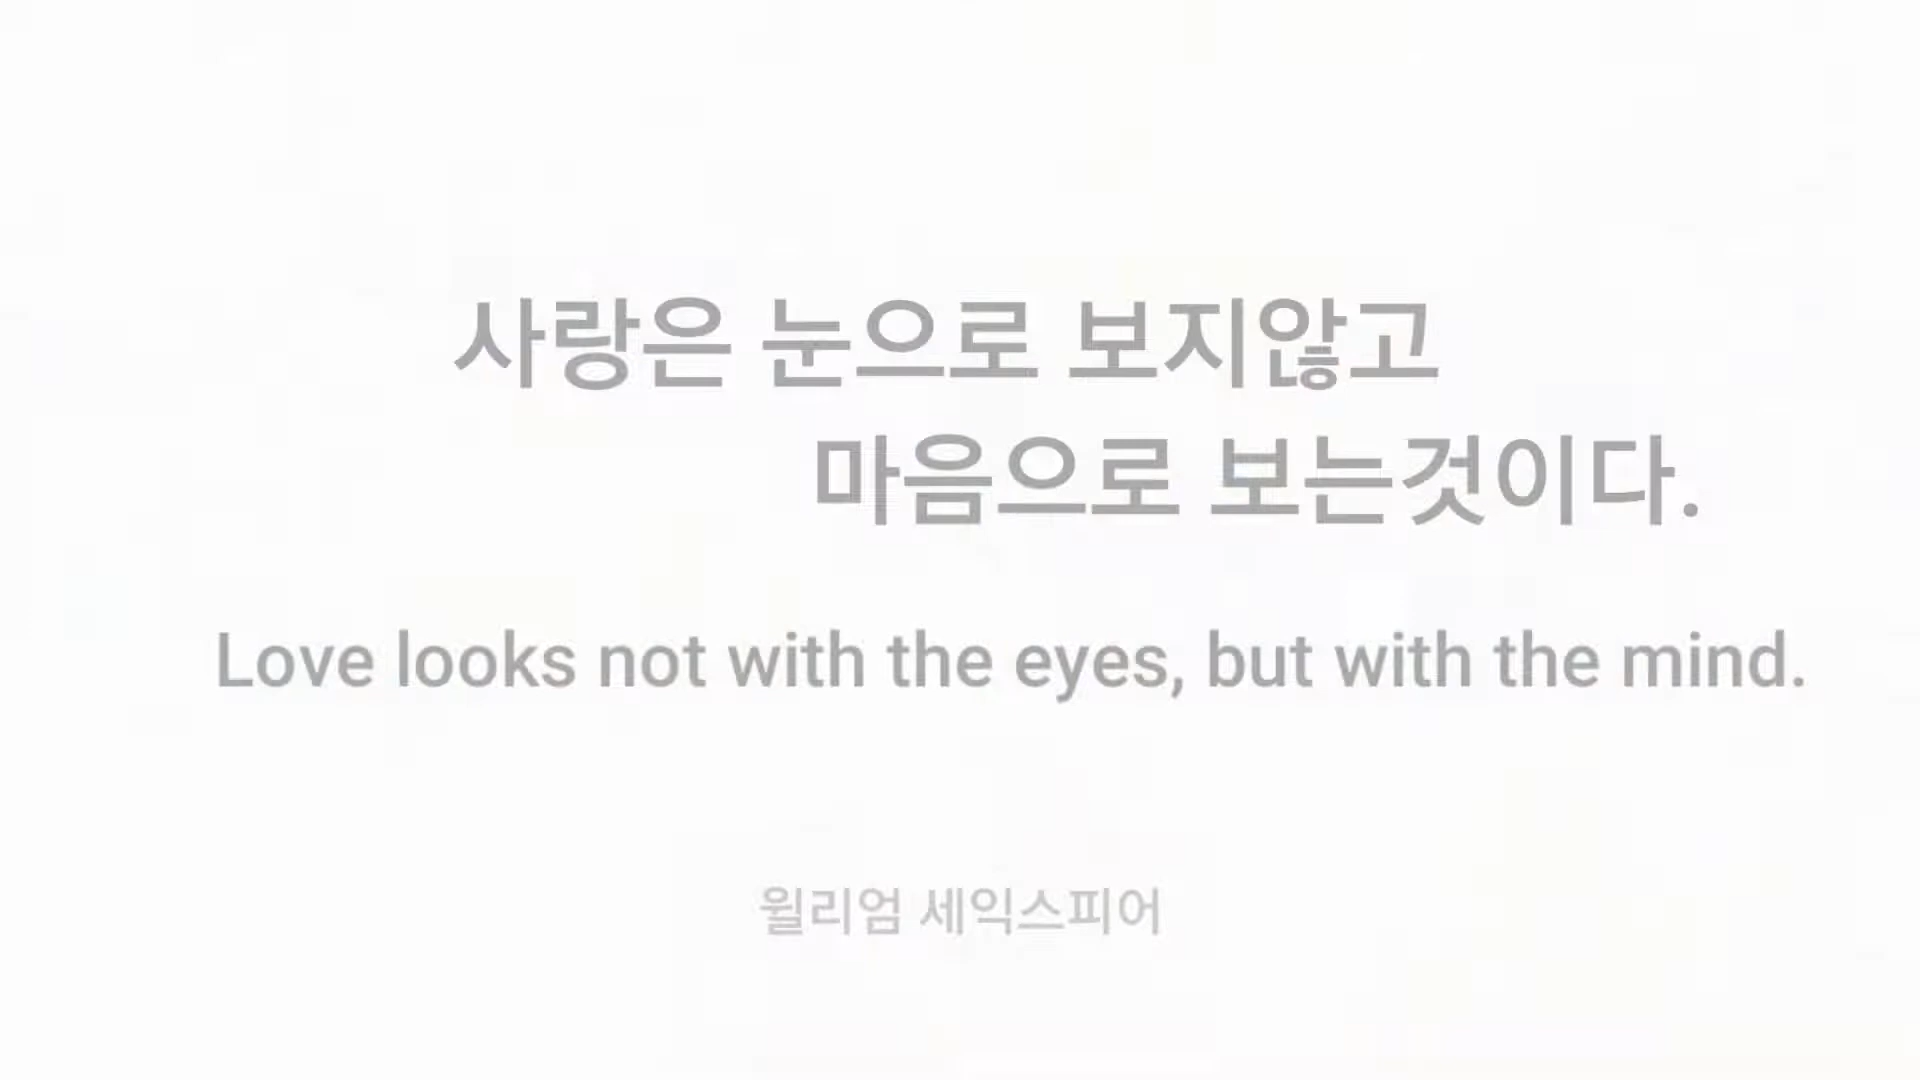 사랑은 눈으로 보지않고
마음으로 보는것이다.
Love looks not with the eyes, but with the mind.
윌리엄 세익스피어